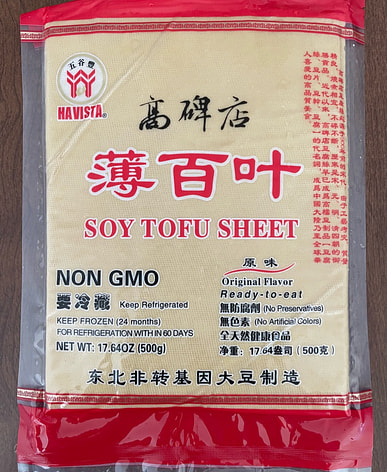 五谷豐
HAVISTA®
高碑店
薄百叶
SOY TOFU SHEET
NON GMO
要冷藏 Keep Refrigerated
KEEP FROZEN (24 months)
FOR REFRIGERATION WITH IN 60 DAYS
NET WT: 17.64OZ (500g)
原味
Original Flavor
Ready-to-eat
無防腐劑 (No Preservatives)
無色素 (No Artificial Colors)
全天然健康食品
净重: 17.64盎司 (500克)
东北非转基因大豆制造